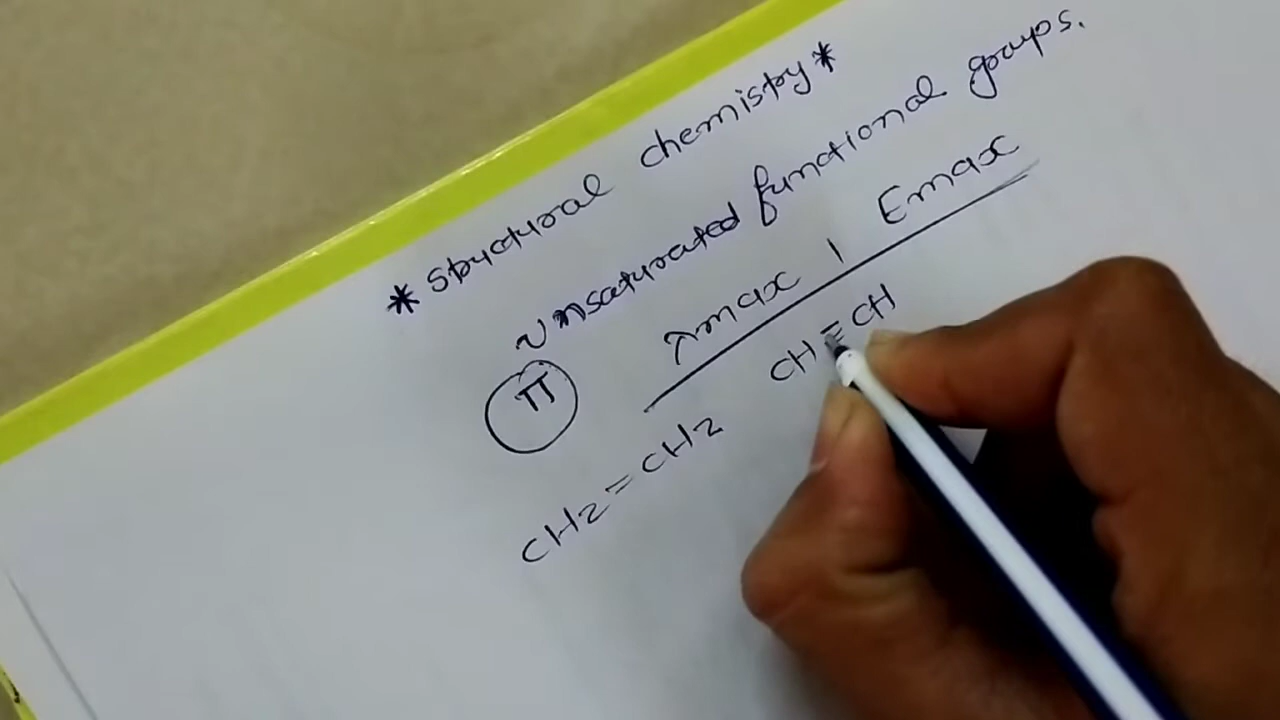 * Structural chemistry *
unsaturated functional groups.
π λmax , Emax
CH2 = CH2 CH≡CH